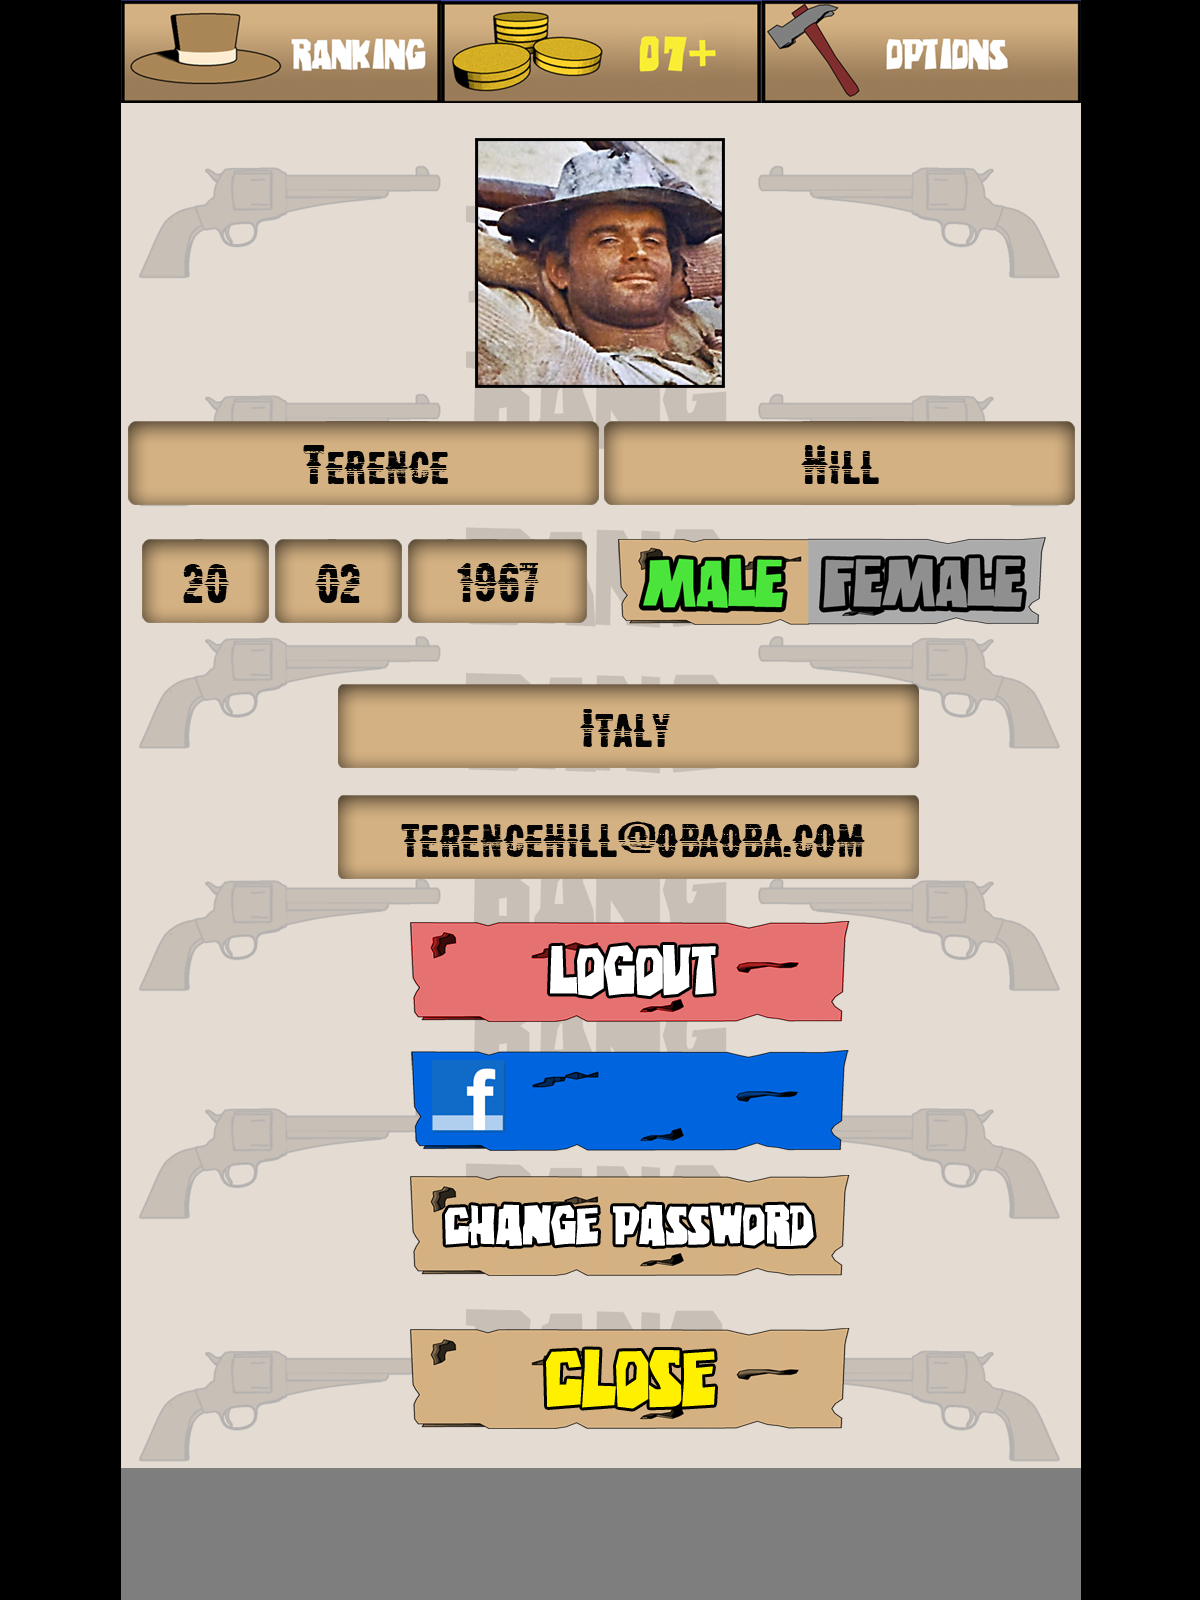 RANKING 07+ OPTIONS
TERENCE HILL
20 02 1967 MALE FEMALE
ITALY
TERENCEHILL@OBAOBA.COM
LOGOUT
f
CHANGE PASSWORD
CLOSE